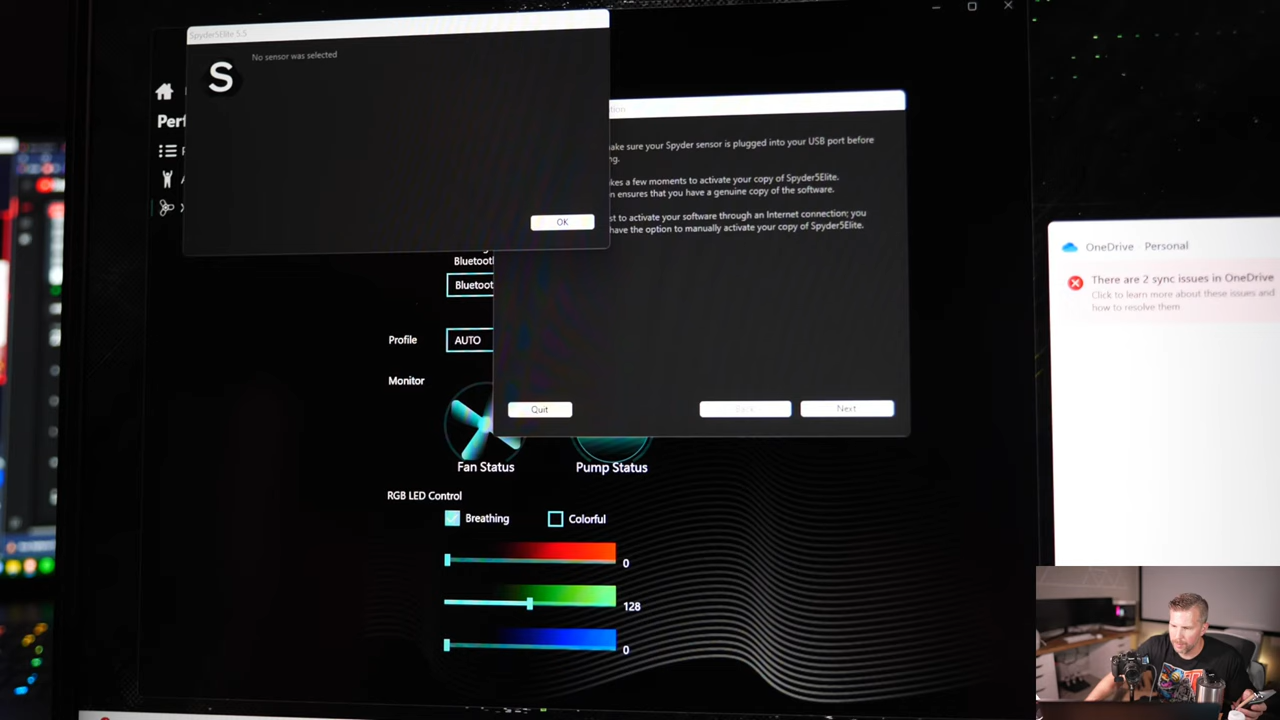 Spyder5Elite 5.5
No sensor was selected
S
OK
ake sure your Spyder sensor is plugged into your USB port before
g.
kes a few moments to activate your copy of Spyder5Elite.
n ensures that you have a genuine copy of the software.
st to activate your software through an Internet connection; you
have the option to manually activate your copy of Spyder5Elite.
Quit
Back
Next
Perf
Bluetooth
Bluetoot
Profile
AUTO
Monitor
Fan Status
Pump Status
RGB LED Control
Breathing
Colorful
0
128
0
OneDrive - Personal
There are 2 sync issues in OneDrive
Click to learn more about these issues and
how to resolve them